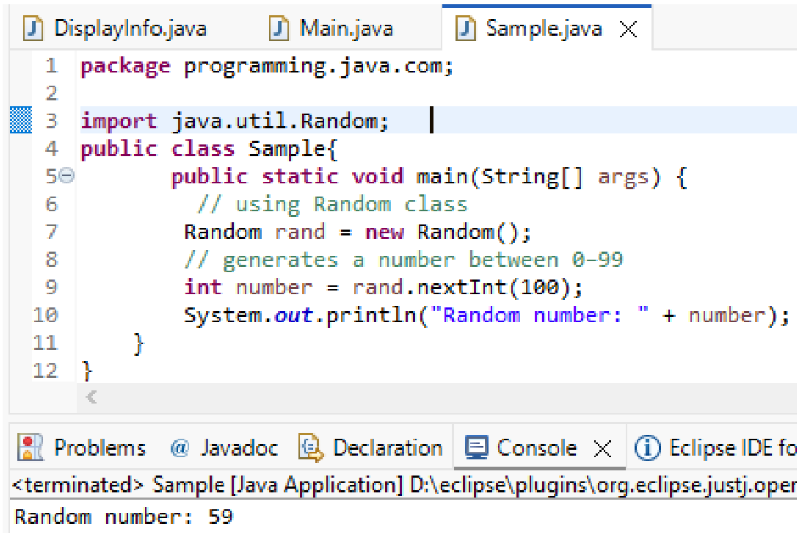 DisplayInfo.java Main.java Sample.java
1 package programming.java.com;
2
3 import java.util.Random;
4 public class Sample{
5 public static void main(String[] args) {
6 // using Random class
7 Random rand = new Random();
8 // generates a number between 0-99
9 int number = rand.nextInt(100);
10 System.out.println("Random number: " + number);
11 }
12 }
Problems @ Javadoc Declaration Console Eclipse IDE fo
<terminated> Sample [Java Application] D:\eclipse\plugins\org.eclipse.justj.oper
Random number: 59